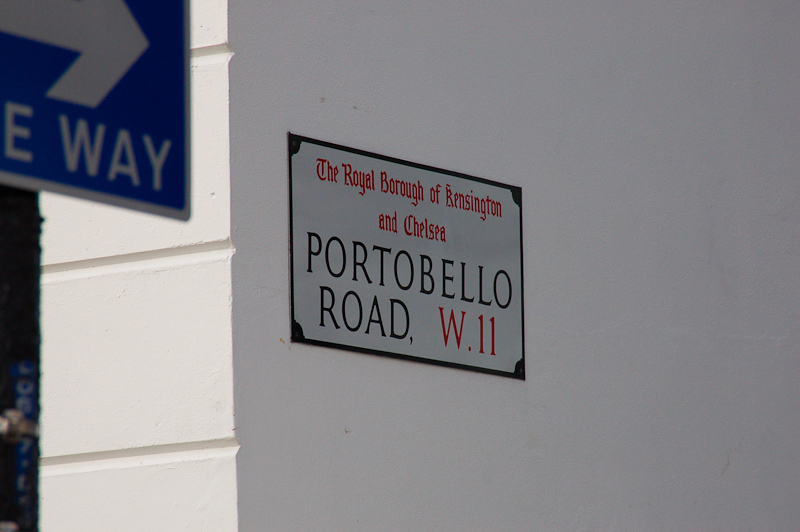 E WAY
The Royal Borough of Kensington
and Chelsea
PORTOBELLO
ROAD, W.11